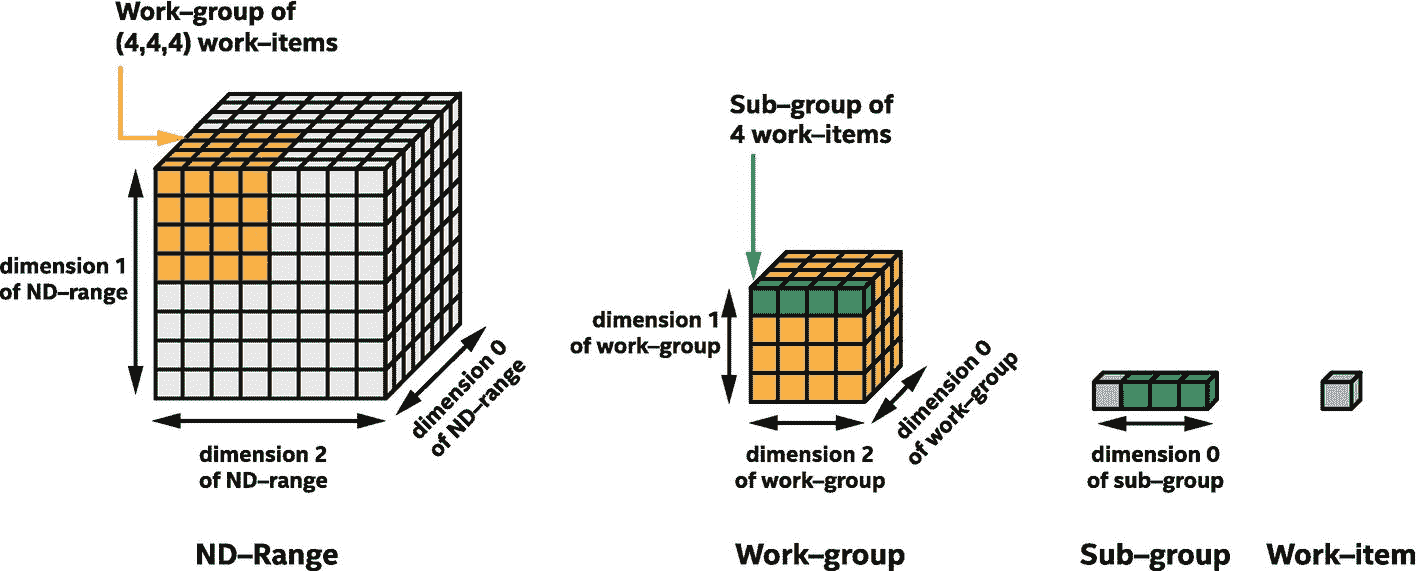 Work–group of
(4,4,4) work–items
dimension 1
of ND–range
dimension 2
of ND–range
dimension 0
of ND–range
ND–Range
Sub–group of
4 work–items
dimension 1
of work–group
dimension 2
of work–group
dimension 0
of work–group
Work–group
dimension 0
of sub–group
Sub–group
Work–item